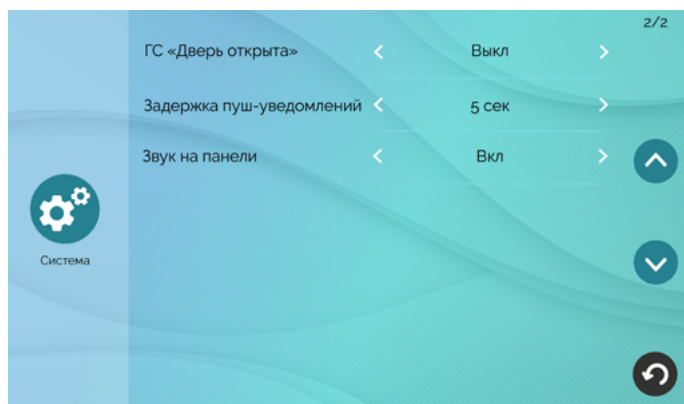 2/2
ГС «Дверь открыта» Выкл
Задержка пуш-уведомлений 5 сек
Звук на панели Вкл
Система